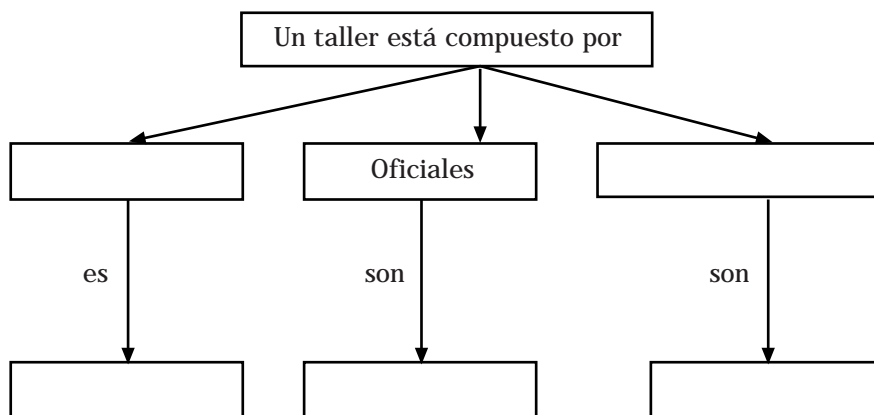 Un taller está compuesto por
Oficiales
es
son
son